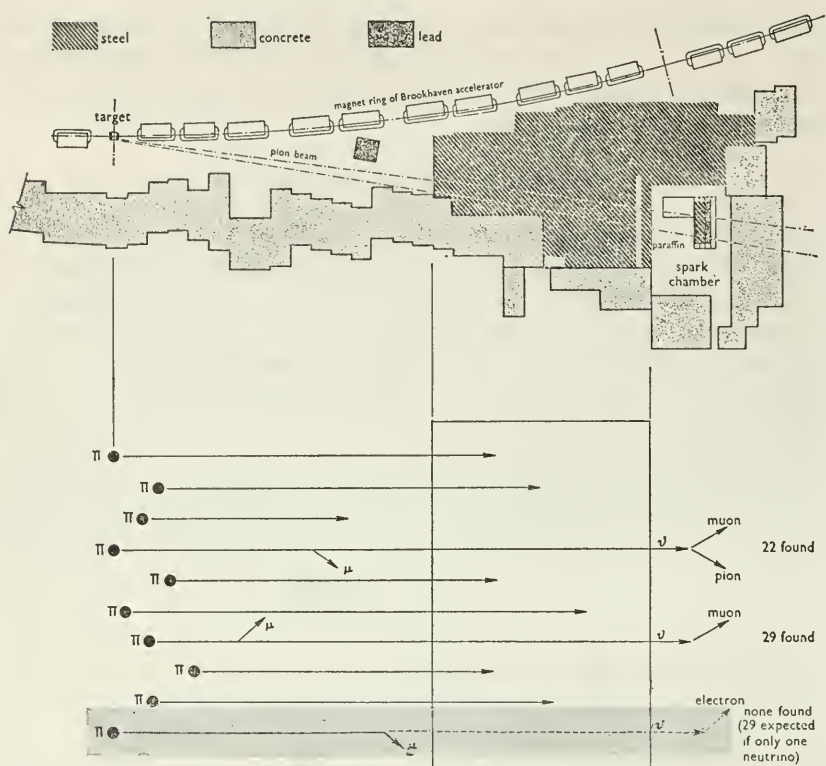 steel
concrete
lead
magnet ring of Brookhaven accelerator
target
pion beam
paraffin
spark
chamber
π
π
π
muon
π
ν
22 found
μ
pion
π
π
μ
muon
π
ν
29 found
π
π
electron
none found
(29 expected
if only one
neutrino)
π
ν
μ